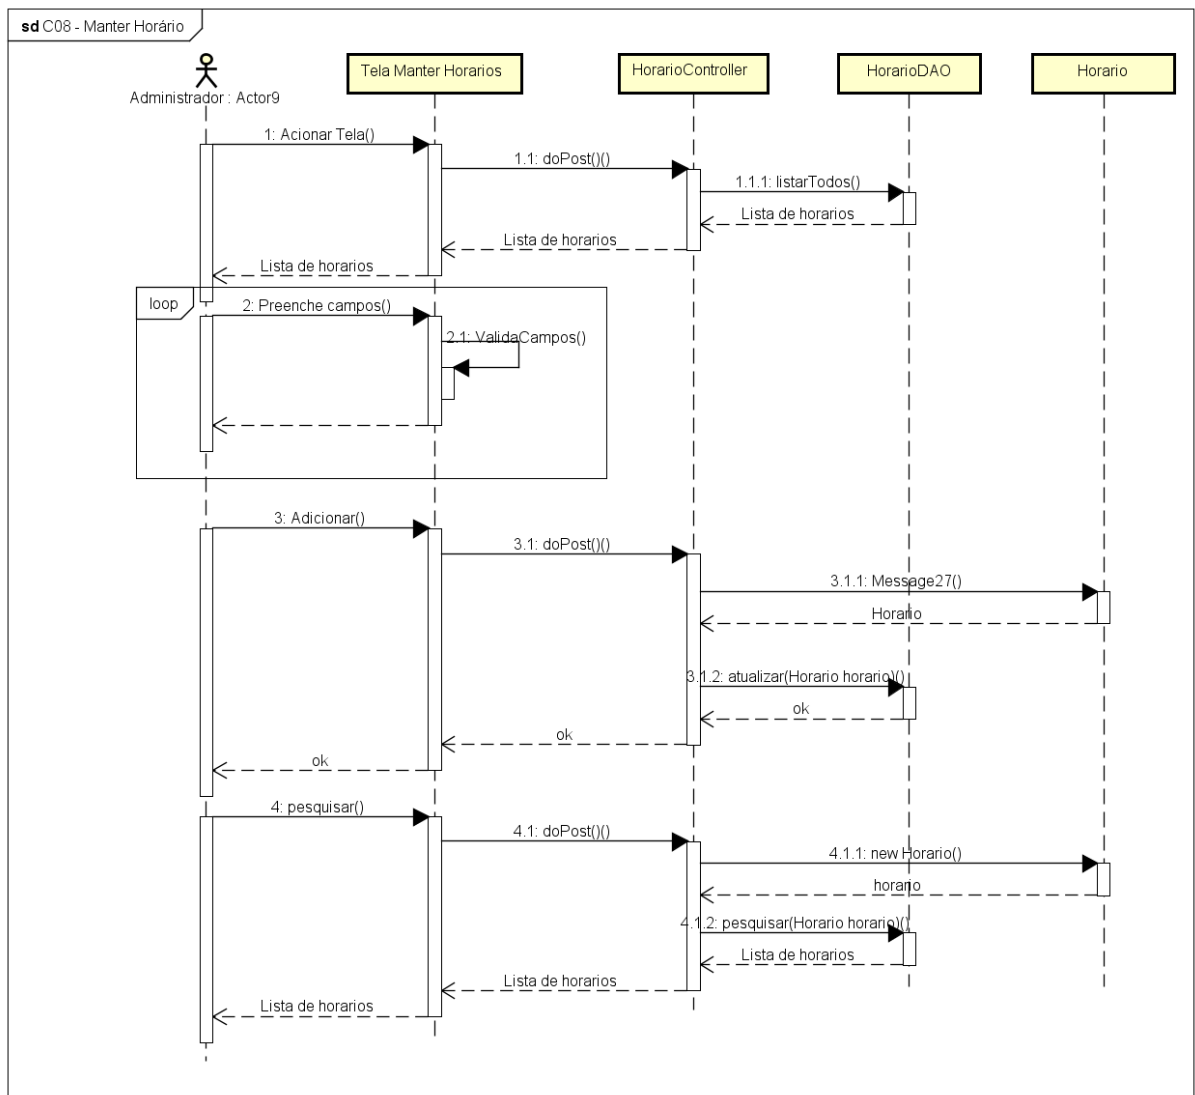 sd C08 - Manter Horário
Administrador : Actor9
Tela Manter Horarios
HorarioController
HorarioDAO
Horario
1: Acionar Tela()
1.1: doPost()()
1.1.1: listarTodos()
Lista de horarios
Lista de horarios
Lista de horarios
loop
2: Preenche campos()
2.1: ValidaCampos()
3: Adicionar()
3.1: doPost()()
3.1.1: Message27()
Horario
3.1.2: atualizar(Horario horario)()
ok
ok
ok
4: pesquisar()
4.1: doPost()()
4.1.1: new Horario()
horario
4.1.2: pesquisar(Horario horario)()
Lista de horarios
Lista de horarios
Lista de horarios